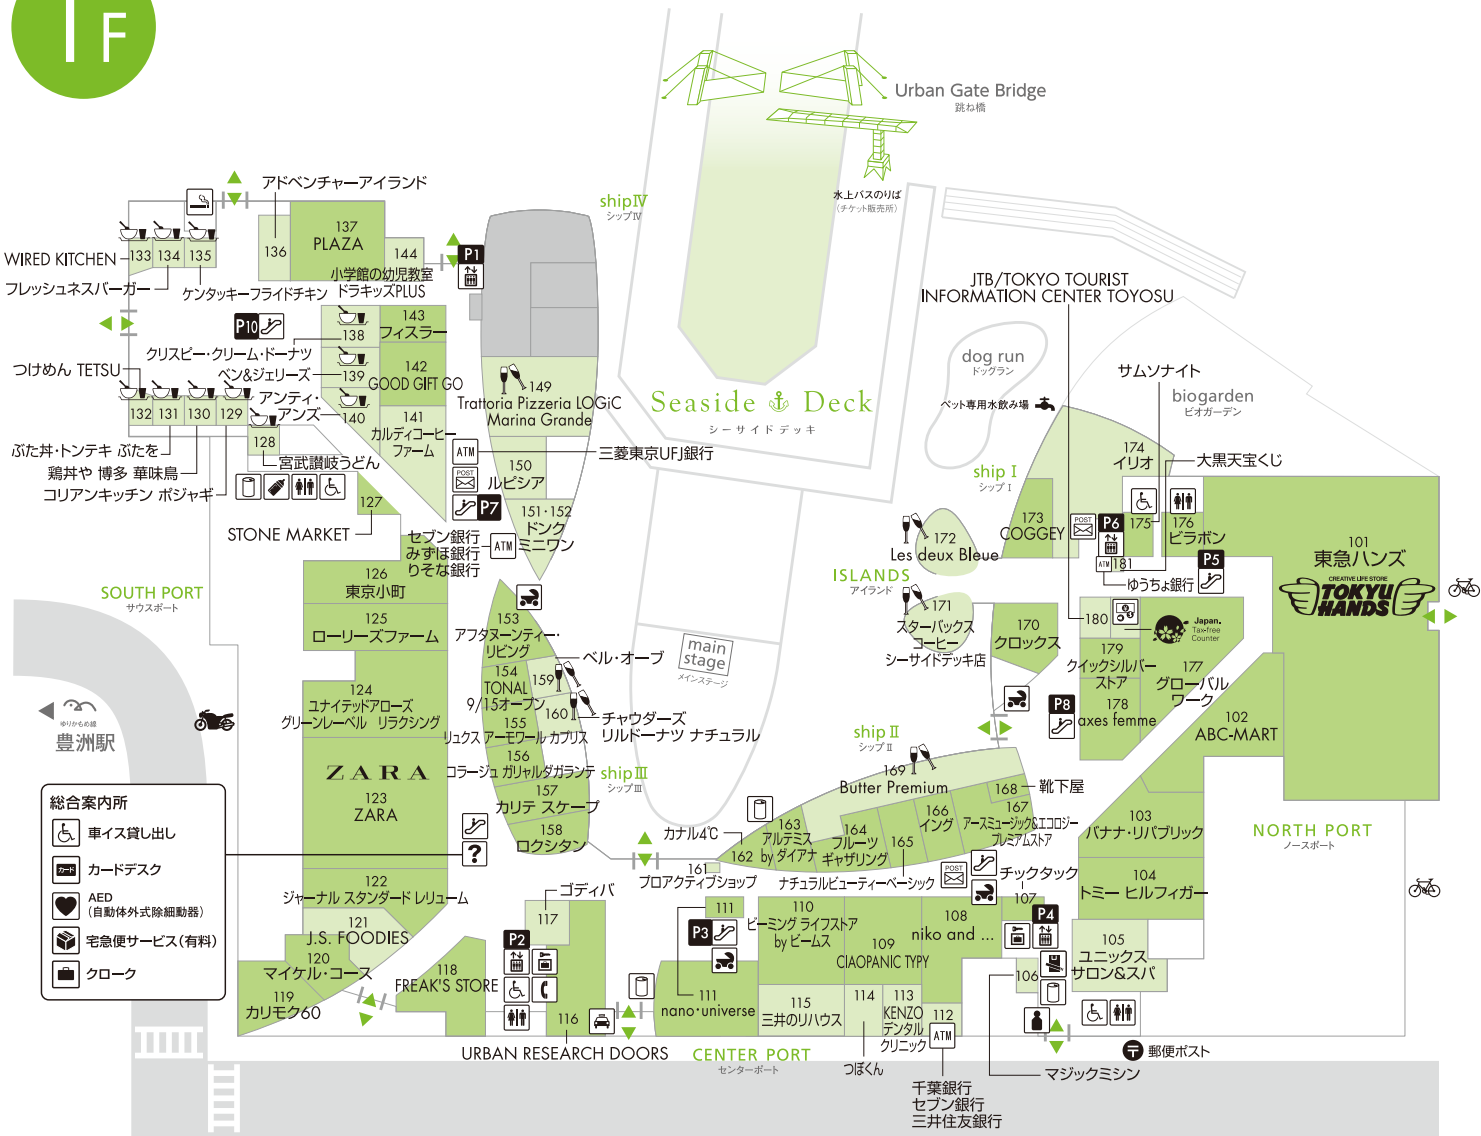 1F
Urban Gate Bridge
跳ね橋
水上バスのりば
(チケット販売所)
shipⅣ
シップⅣ
アドベンチャーアイランド
137
PLAZA
136
144
小学館の幼児教室
ドラキッズPLUS
P1
WIRED KITCHEN
133
134
135
フレッシュネスバーガー
ケンタッキーフライドチキン
P10
138
クリスピー・クリーム・ドーナツ
143
フィスラー
ベン&ジェリーズ
139
142
GOOD GIFT GO
つけめん TETSU
132
131
130
129
アンティ・
アンズ
140
141
カルディコーヒー
ファーム
128
ぶた丼・トンテキ ぶたを
鶏丼や 博多 華味鳥
コリアンキッチン ポジャギ
宮武讃岐うどん
127
STONE MARKET
149
Trattoria Pizzeria LOGiC
Marina Grande
ATM
三菱東京UFJ銀行
POST
P7
150
ルピシア
151・152
ドンク
ミニワン
セブン銀行
みずほ銀行
りそな銀行
ATM
Seaside Deck
シーサイドデッキ
JTB/TOKYO TOURIST
INFORMATION CENTER TOYOSU
dog run
ドッグラン
ペット専用水飲み場
サムソナイト
biogarden
ビオガーデン
174
イリオ
大黒天宝くじ
ship Ⅰ
シップⅠ
173
COGGEY
POST
P6
175
176
ビラボン
ATM
181
ゆうちょ銀行
P5
101
東急ハンズ
CREATIVE LIFE STORE
TOKYU
HANDS
172
Les deux Bleue
ISLANDS
アイランド
171
スターバックス
コーヒー
シーサイドデッキ店
170
クロックス
180
Japan.
Tax-free
Counter
179
クイックシルバー
ストア
177
グローバル
ワーク
P8
178
axes femme
102
ABC-MART
SOUTH PORT
サウスポート
126
東京小町
125
ローリーズファーム
124
ユナイテッドアローズ
グリーンレーベル リラクシング
ZARA
123
ZARA
ゆりかもめ線
豊洲駅
153
アフタヌーンティー・
リビング
ベル・オーブ
154
TONAL
9/15オープン
159
160
チャウダーズ
リルドーナツ ナチュラル
155
リュクス アーモワール カプリス
156
コラージュ ガリャルダガランテ
157
カリテ スケープ
158
ロクシタン
shipⅢ
シップⅢ
main
stage
メインステージ
ship Ⅱ
シップⅡ
169
Butter Premium
168
靴下屋
167
アースミュージック&エコロジー
プレミアムストア
166
イング
165
164
フルーツ
ギャザリング
163
アルテミス
by ダイアナ
カナル4℃
162
161
プロアクティブショップ
ナチュラルビューティーベーシック
POST
チックタック
107
103
バナナ・リパブリック
104
トミー ヒルフィガー
NORTH PORT
ノースポート
総合案内所
車イス貸し出し
カード
カードデスク
AED
(自動体外式除細動器)
宅急便サービス(有料)
クローク
?
122
ジャーナル スタンダード レリューム
121
J.S. FOODIES
120
マイケル・コース
119
カリモク60
118
FREAK'S STORE
ゴディバ
117
P2
116
URBAN RESEARCH DOORS
111
P3
111
nano・universe
110
ビーミング ライフストア
by ビームス
109
CIAOPANIC TYPY
108
niko and ...
P4
106
105
ユニックス
サロン&スパ
115
三井のリハウス
114
つぼくん
113
KENZO
デンタル
クリニック
112
ATM
千葉銀行
セブン銀行
三井住友銀行
CENTER PORT
センターポート
マジックミシン
〒 郵便ポスト